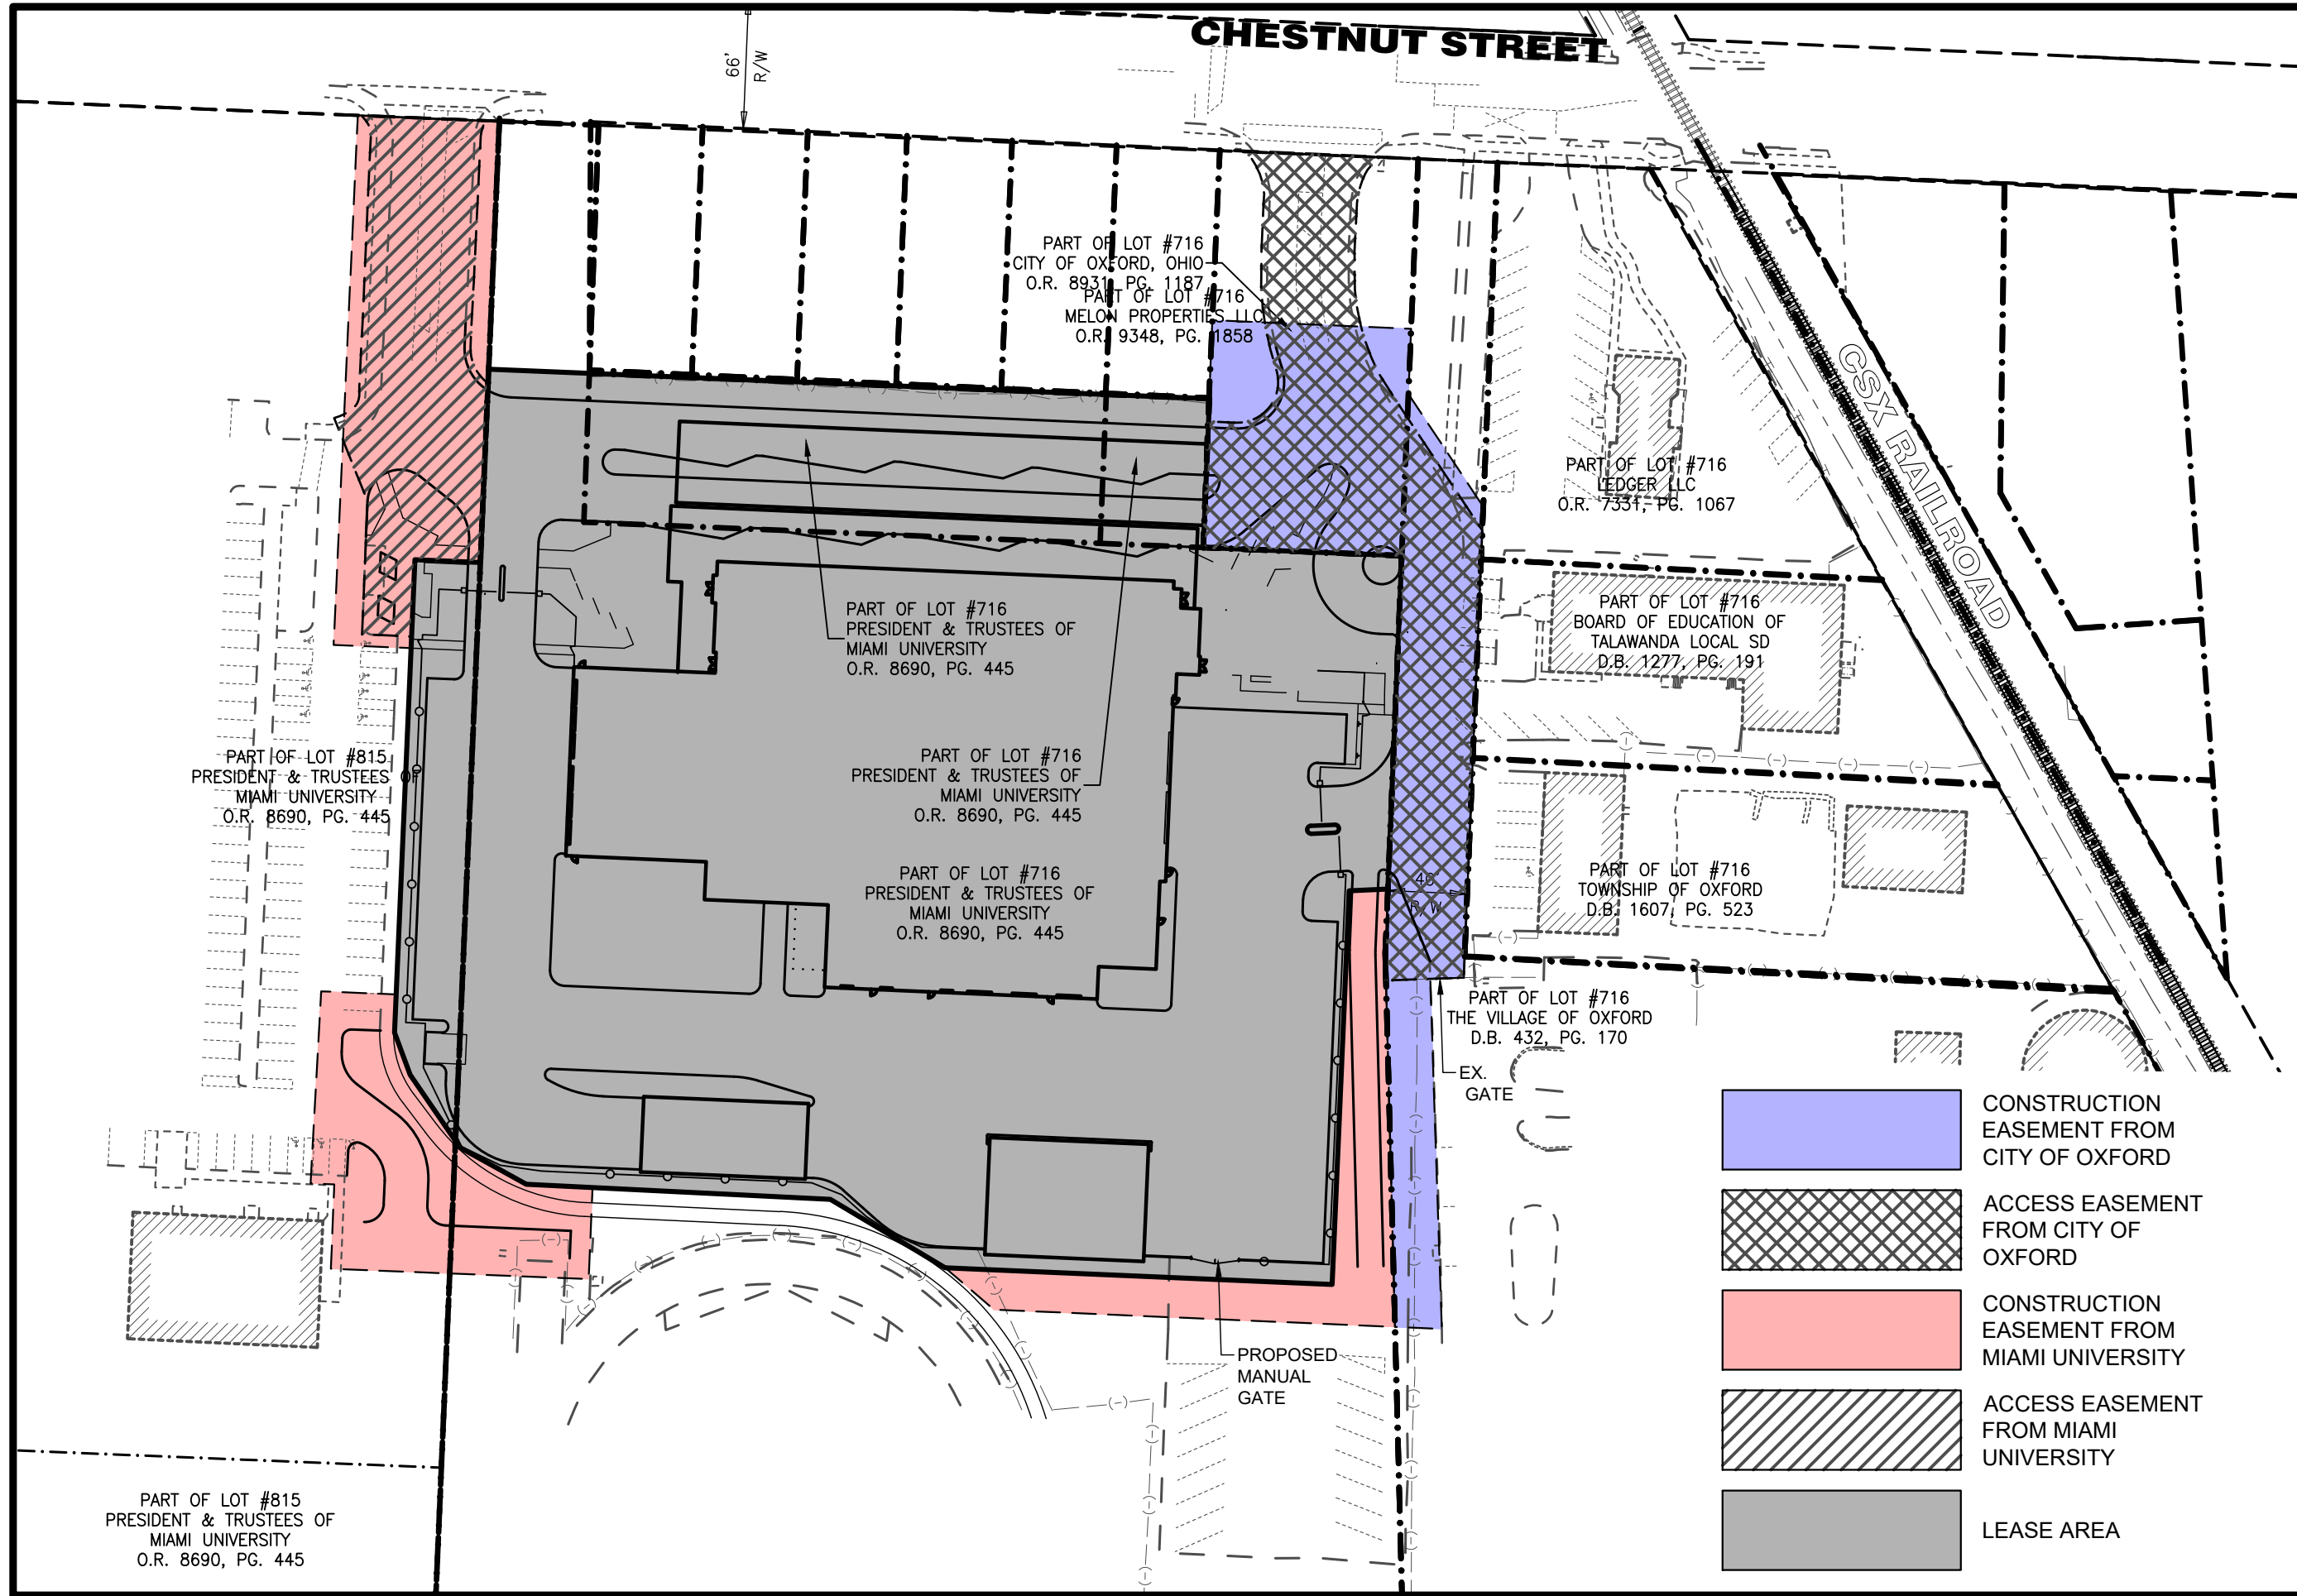 CHESTNUT STREET
66'
R/W
PART OF LOT #716
CITY OF OXFORD, OHIO
O.R. 8931, PG. 1187
PART OF LOT #716
MELON PROPERTIES LLC
O.R. 9348, PG. 1858
CSX RAILROAD
PART OF LOT #716
LEDGER LLC
O.R. 7331, PG. 1067
PART OF LOT #716
PRESIDENT & TRUSTEES OF
MIAMI UNIVERSITY
O.R. 8690, PG. 445
PART OF LOT #716
BOARD OF EDUCATION OF
TALAWANDA LOCAL SD
D.B. 1277, PG. 191
PART OF LOT #815
PRESIDENT & TRUSTEES OF
MIAMI UNIVERSITY
O.R. 8690, PG. 445
PART OF LOT #716
PRESIDENT & TRUSTEES OF
MIAMI UNIVERSITY
O.R. 8690, PG. 445
PART OF LOT #716
PRESIDENT & TRUSTEES OF
MIAMI UNIVERSITY
O.R. 8690, PG. 445
46'
R/W
PART OF LOT #716
TOWNSHIP OF OXFORD
D.B. 1607, PG. 523
PART OF LOT #716
THE VILLAGE OF OXFORD
D.B. 432, PG. 170
EX.
GATE
PROPOSED
MANUAL
GATE
PART OF LOT #815
PRESIDENT & TRUSTEES OF
MIAMI UNIVERSITY
O.R. 8690, PG. 445
CONSTRUCTION
EASEMENT FROM
CITY OF OXFORD
ACCESS EASEMENT
FROM CITY OF
OXFORD
CONSTRUCTION
EASEMENT FROM
MIAMI UNIVERSITY
ACCESS EASEMENT
FROM MIAMI
UNIVERSITY
LEASE AREA